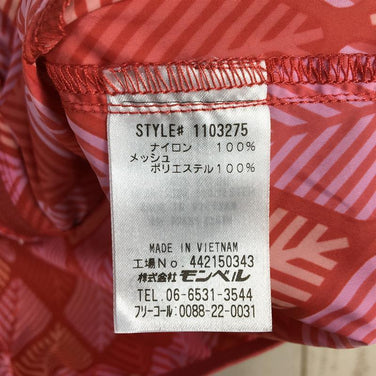 STYLE# 1103275
ナイロン 100%
メッシュ
ポリエステル100%
MADE IN VIETNAM
工場No. 442150343
株式会社 モンベル
TEL. 06-6531-3544
フリーコール:0088-22-0031